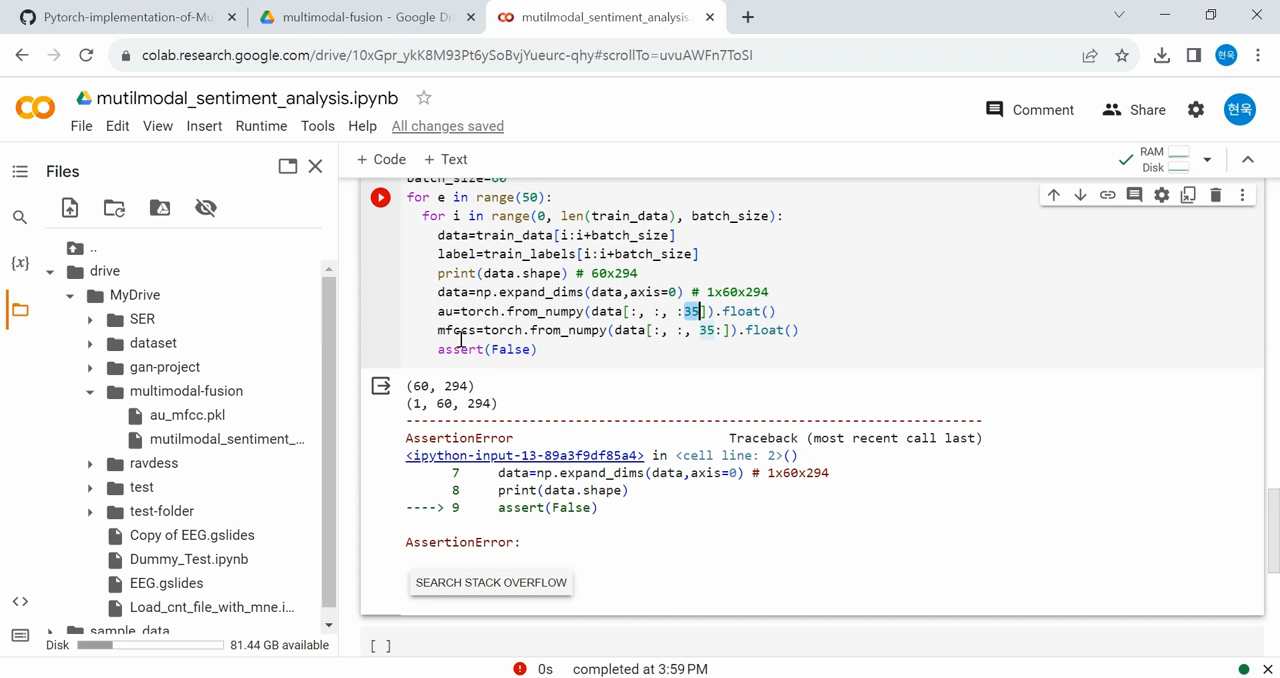 Pytorch-implementation-of-Mu
multimodal-fusion - Google Dr
mutilmodal_sentiment_analysis.
colab.research.google.com/drive/10xGpr_ykK8M93Pt6ySoBvjYueurc-qhy#scrollTo=uvuAWFn7ToSI
현욱
mutilmodal_sentiment_analysis.ipynb
File Edit View Insert Runtime Tools Help All changes saved
Comment Share 현욱
Files
+ Code + Text
RAM
Disk
..
drive
MyDrive
SER
dataset
gan-project
multimodal-fusion
au_mfcc.pkl
mutilmodal_sentiment_...
ravdess
test
test-folder
Copy of EEG.gslides
Dummy_Test.ipynb
EEG.gslides
Load_cnt_file_with_mne.i...
sample_data
Disk 81.44 GB available
batch_size=60
for e in range(50):
for i in range(0, len(train_data), batch_size):
data=train_data[i:i+batch_size]
label=train_labels[i:i+batch_size]
print(data.shape) # 60x294
data=np.expand_dims(data,axis=0) # 1x60x294
au=torch.from_numpy(data[:, :, :35]).float()
mfccs=torch.from_numpy(data[:, :, 35:]).float()
assert(False)
(60, 294)
(1, 60, 294)
---------------------------------------------------------------------------
AssertionError Traceback (most recent call last)
<ipython-input-13-89a3f9df85a4> in <cell line: 2>()
7 data=np.expand_dims(data,axis=0) # 1x60x294
8 print(data.shape)
----> 9 assert(False)
AssertionError:
SEARCH STACK OVERFLOW
[ ]
0s completed at 3:59 PM